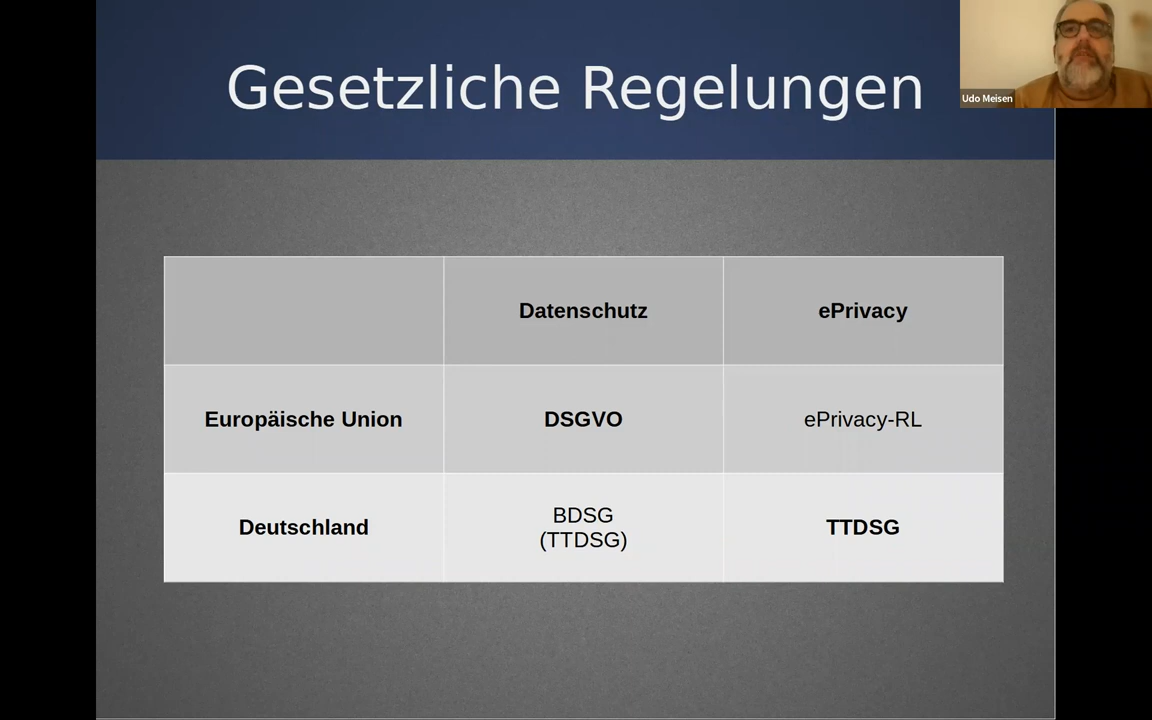 Gesetzliche Regelungen
Udo Meisen
Datenschutz
ePrivacy
Europäische Union
DSGVO
ePrivacy-RL
Deutschland
BDSG
(TTDSG)
TTDSG